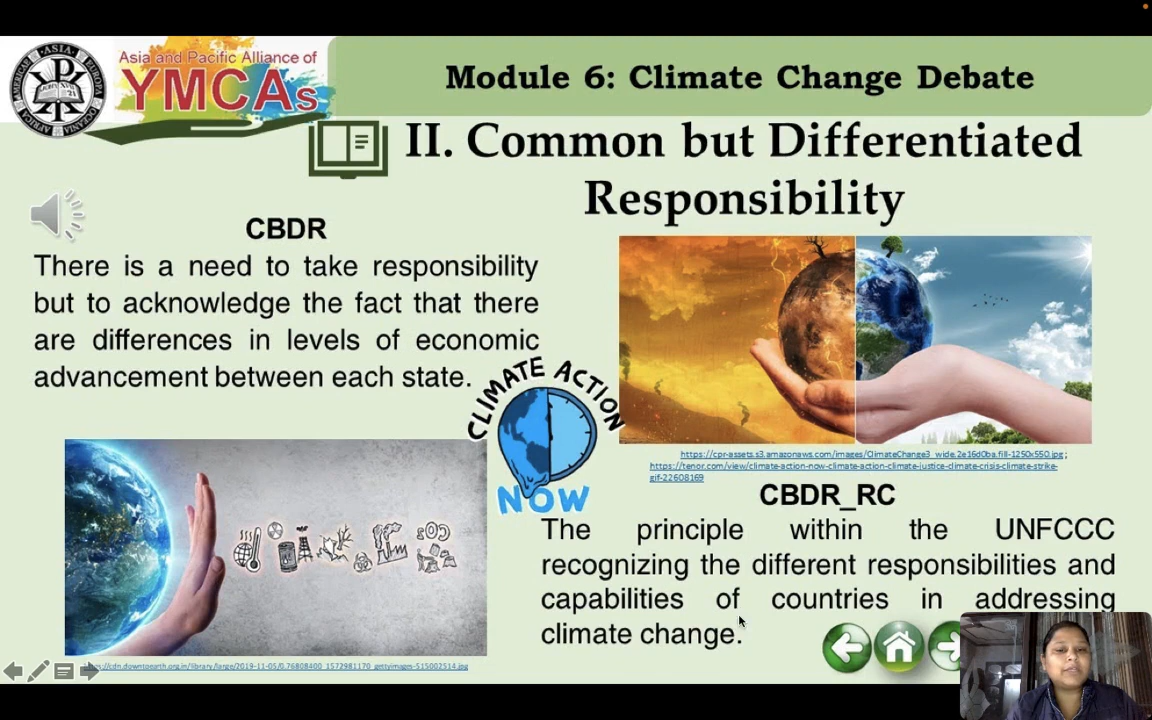 Asia and Pacific Alliance of
YMCAs
Module 6: Climate Change Debate
II. Common but Differentiated
Responsibility
CBDR
There is a need to take responsibility
but to acknowledge the fact that there
are differences in levels of economic
advancement between each state.
CLIMATE ACTION
NOW
https://cpr-assets.s3.amazonaws.com/images/ClimateChange3_wide.2e16d0ba.fill-1250x550.jpg ;
https://tenor.com/view/climate-action-now-climate-action-climate-justice-climate-crisis-climate-strike-
gif-22608169
CBDR_RC
The principle within the UNFCCC
recognizing the different responsibilities and
capabilities of countries in addressing
climate change.